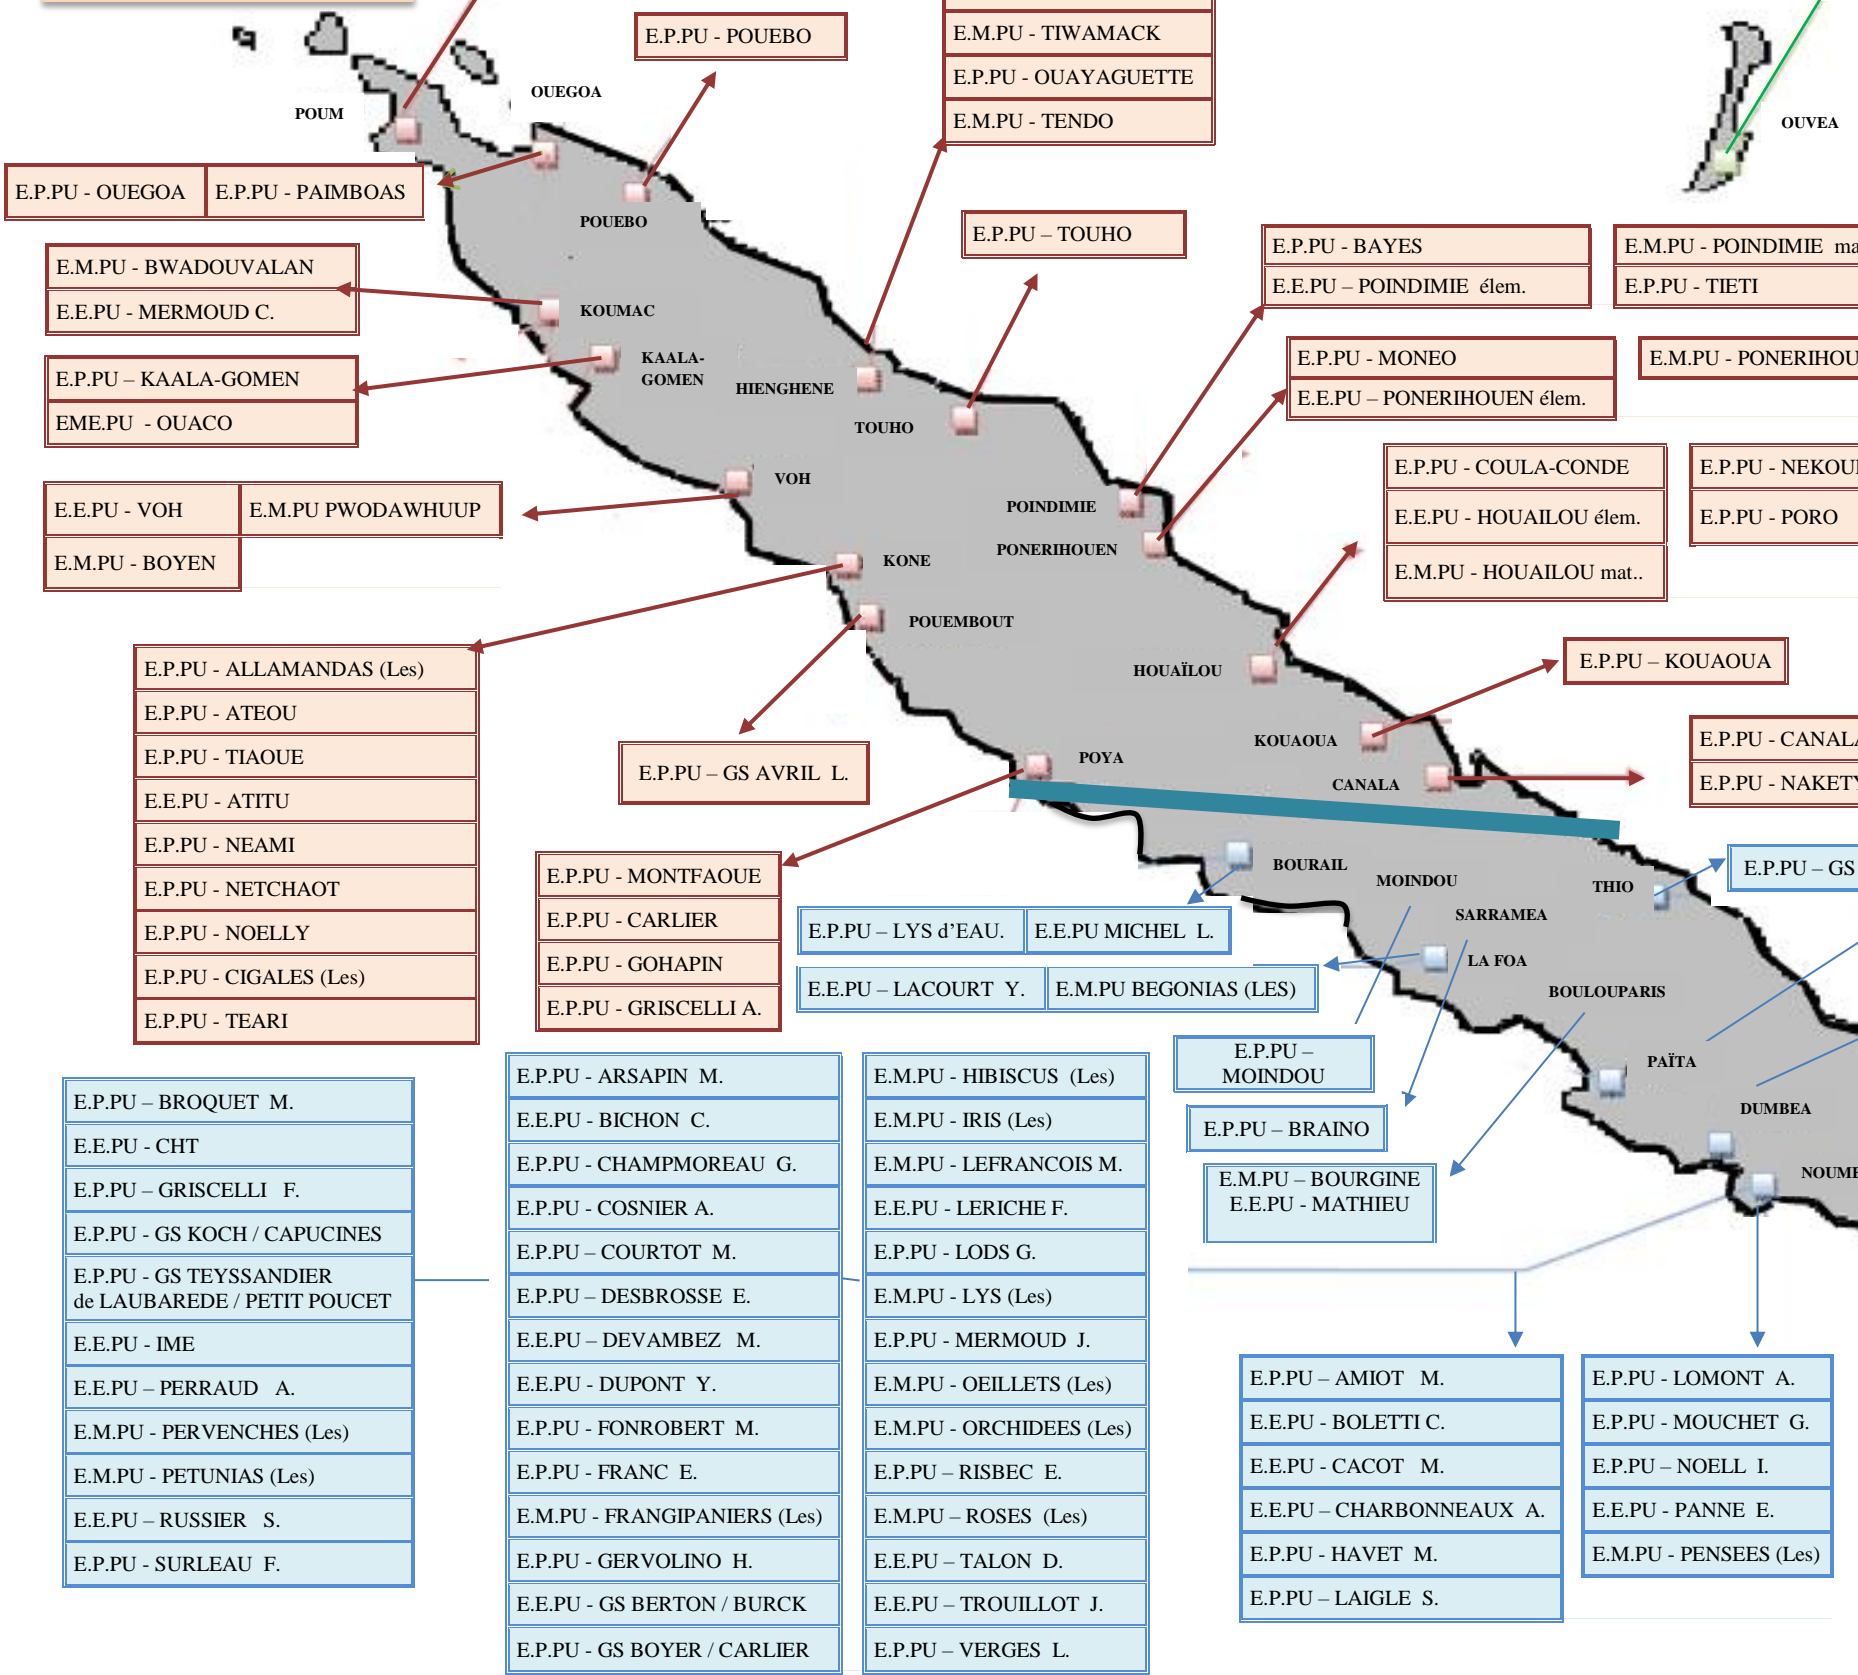 E.P.PU - POUEBO
E.M.PU - TIWAMACK
E.P.PU - OUAYAGUETTE
E.M.PU - TENDO
OUEGOA
POUM
OUVEA
E.P.PU - OUEGOA
E.P.PU - PAIMBOAS
POUEBO
E.P.PU – TOUHO
E.P.PU - BAYES
E.E.PU – POINDIMIE élem.
E.M.PU - POINDIMIE
E.P.PU - TIETI
E.M.PU - BWADOUVALAN
E.E.PU - MERMOUD C.
KOUMAC
KAALA-
GOMEN
HIENGHENE
TOUHO
E.P.PU – KAALA-GOMEN
EME.PU - OUACO
E.P.PU - MONEO
E.E.PU – PONERIHOUEN élem.
E.M.PU - PONERIHOU
E.P.PU - COULA-CONDE
E.E.PU - HOUAILOU élem.
E.M.PU - HOUAILOU mat..
E.P.PU - NEKOU
E.P.PU - PORO
VOH
POINDIMIE
PONERIHOUEN
E.E.PU - VOH
E.M.PU PWODAWHUUP
E.M.PU - BOYEN
KONE
POUEMBOUT
HOUAÏLOU
E.P.PU – KOUAOUA
KOUAOUA
CANALA
E.P.PU - CANALA
E.P.PU - NAKETY
POYA
E.P.PU - ALLAMANDAS (Les)
E.P.PU - ATEOU
E.P.PU - TIAOUE
E.E.PU - ATITU
E.P.PU - NEAMI
E.P.PU - NETCHAOT
E.P.PU - NOELLY
E.P.PU - CIGALES (Les)
E.P.PU - TEARI
E.P.PU – GS AVRIL L.
E.P.PU - MONTFAOUE
E.P.PU - CARLIER
E.P.PU - GOHAPIN
E.P.PU - GRISCELLI A.
BOURAIL
MOINDOU
THIO
SARRAMEA
LA FOA
BOULOUPARIS
PAÏTA
DUMBEA
NOUME
E.P.PU – GS
E.P.PU – LYS d’EAU.
E.E.PU MICHEL L.
E.E.PU – LACOURT Y.
E.M.PU BEGONIAS (LES)
E.P.PU –
MOINDOU
E.P.PU – BRAINO
E.M.PU – BOURGINE
E.E.PU - MATHIEU
E.P.PU – BROQUET M.
E.E.PU - CHT
E.P.PU – GRISCELLI F.
E.P.PU - GS KOCH / CAPUCINES
E.P.PU - GS TEYSSANDIER
de LAUBAREDE / PETIT POUCET
E.E.PU - IME
E.E.PU – PERRAUD A.
E.M.PU - PERVENCHES (Les)
E.M.PU - PETUNIAS (Les)
E.E.PU – RUSSIER S.
E.P.PU - SURLEAU F.
E.P.PU - ARSAPIN M.
E.E.PU - BICHON C.
E.P.PU - CHAMPMOREAU G.
E.P.PU - COSNIER A.
E.P.PU – COURTOT M.
E.P.PU – DESBROSSE E.
E.E.PU – DEVAMBEZ M.
E.E.PU - DUPONT Y.
E.P.PU - FONROBERT M.
E.P.PU - FRANC E.
E.M.PU - FRANGIPANIERS (Les)
E.P.PU - GERVOLINO H.
E.E.PU - GS BERTON / BURCK
E.P.PU – GS BOYER / CARLIER
E.M.PU - HIBISCUS (Les)
E.M.PU - IRIS (Les)
E.M.PU - LEFRANCOIS M.
E.E.PU - LERICHE F.
E.P.PU - LODS G.
E.M.PU - LYS (Les)
E.P.PU - MERMOUD J.
E.M.PU - OEILLETS (Les)
E.M.PU - ORCHIDEES (Les)
E.P.PU – RISBEC E.
E.M.PU – ROSES (Les)
E.E.PU – TALON D.
E.E.PU – TROUILLOT J.
E.P.PU – VERGES L.
E.P.PU – AMIOT M.
E.E.PU - BOLETTI C.
E.E.PU - CACOT M.
E.E.PU – CHARBONNEAUX A.
E.P.PU - HAVET M.
E.P.PU – LAIGLE S.
E.P.PU - LOMONT A.
E.P.PU - MOUCHET G.
E.P.PU – NOELL I.
E.E.PU - PANNE E.
E.M.PU - PENSEES (Les)